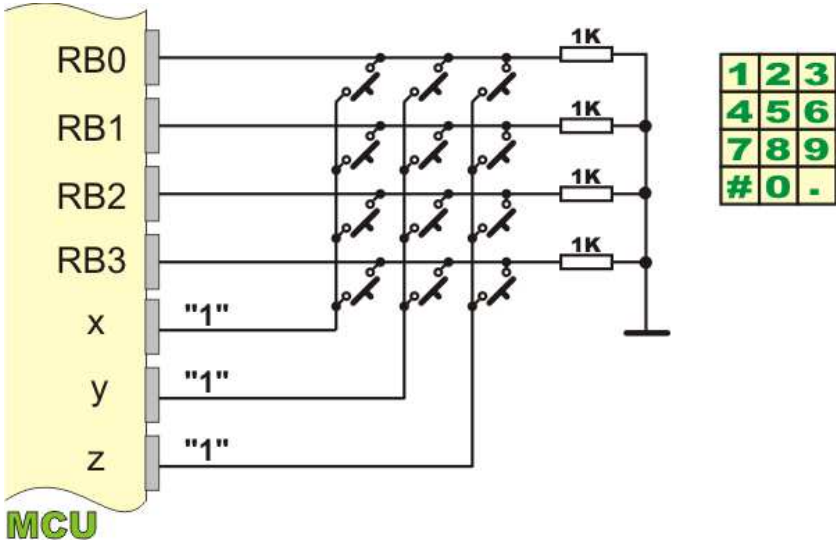 RB0
RB1
RB2
RB3
x
y
z
"1"
"1"
"1"
1K
1K
1K
1K
1 2 3
4 5 6
7 8 9
# 0 .
MCU